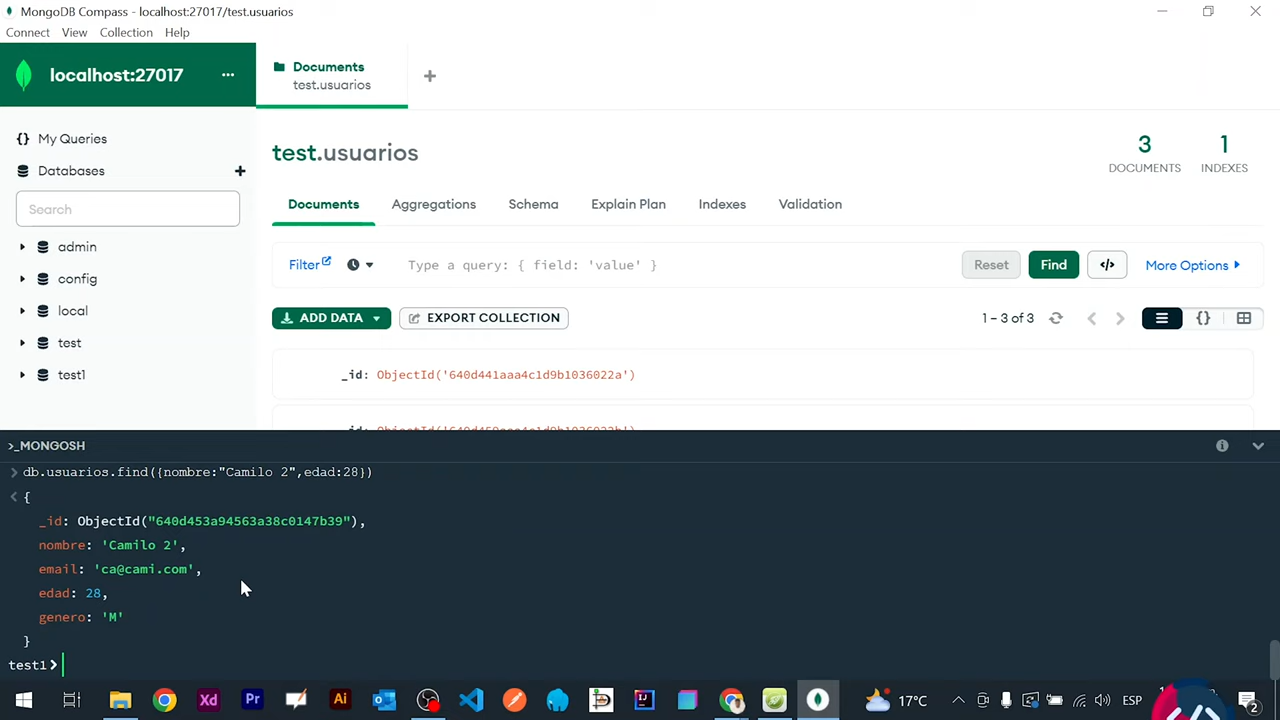 MongoDB Compass - localhost:27017/test.usuarios
Connect View Collection Help
localhost:27017 ...
Documents
test.usuarios
{} My Queries
Databases
Search
admin
config
local
test
test1
test.usuarios
3
DOCUMENTS
1
INDEXES
Documents Aggregations Schema Explain Plan Indexes Validation
Filter Type a query: { field: 'value' } Reset Find </> More Options
ADD DATA EXPORT COLLECTION 1 – 3 of 3 {}
_id: ObjectId('640d441aaa4c1d9b1036022a')
>_MONGOSH
> db.usuarios.find({nombre:"Camilo 2",edad:28})
< {
_id: ObjectId("640d453a94563a38c0147b39"),
nombre: 'Camilo 2',
email: 'ca@cami.com',
edad: 28,
genero: 'M'
}
test1>
Xd Pr Ai 17°C ESP 2